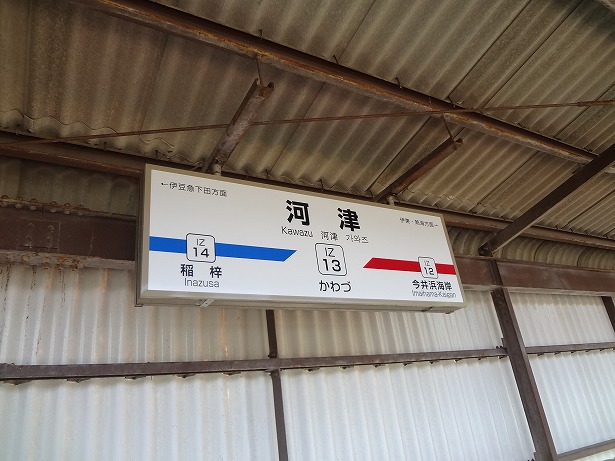 ←伊豆急下田方面
伊東・熱海方面→
河津
Kawazu 河津 가와즈
IZ
14
稲梓
Inazusa
IZ
13
かわづ
IZ
12
今井浜海岸
Imaihama-Kaigan